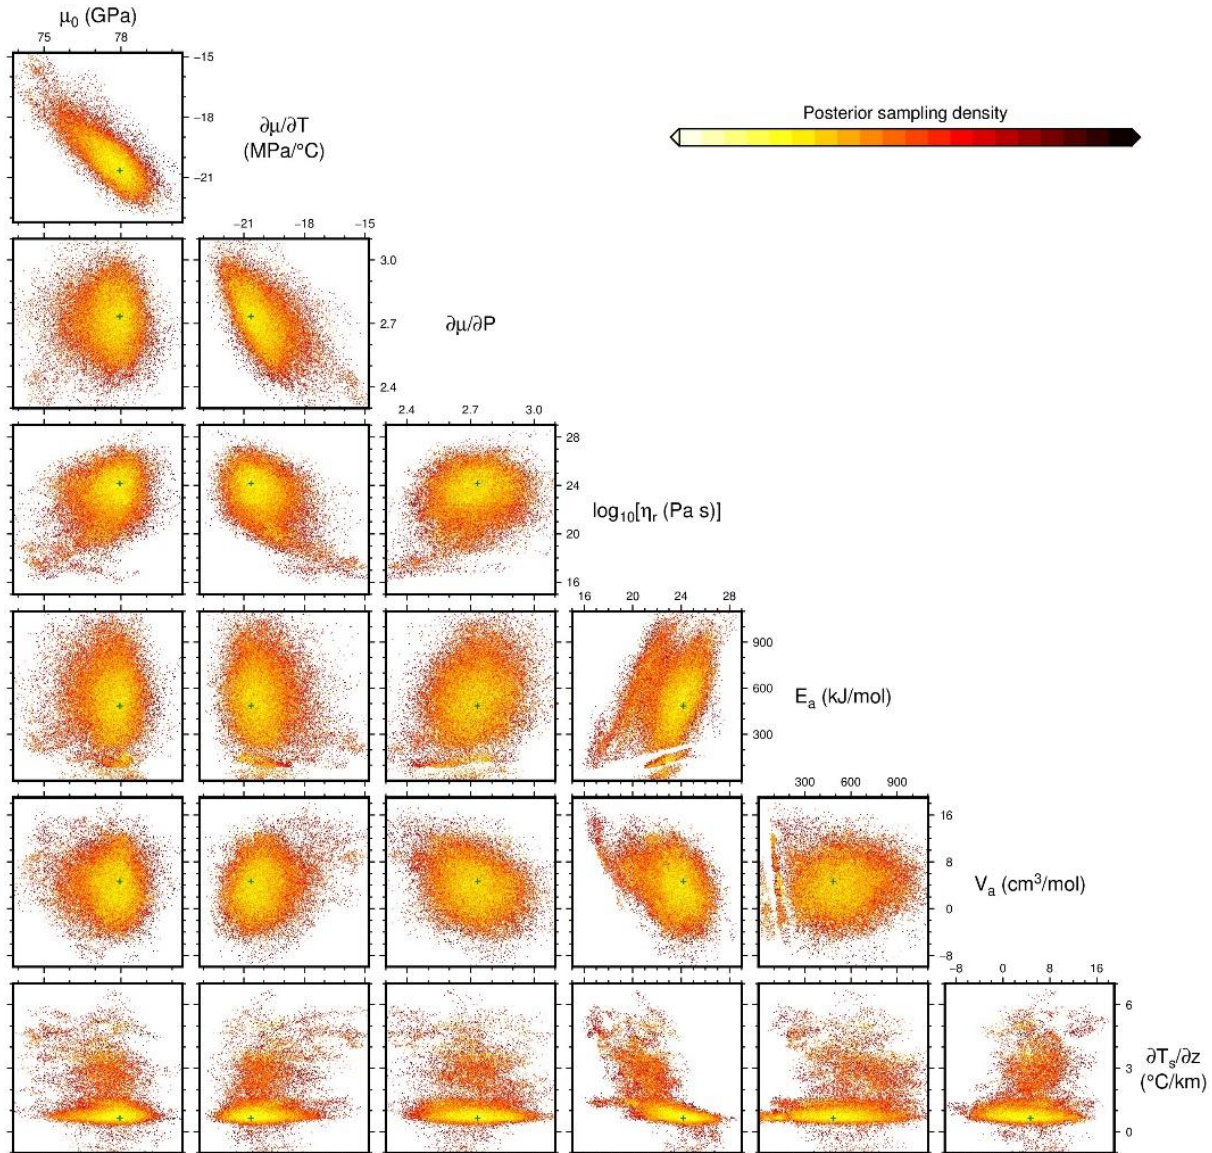 μ₀ (GPa)
75 78
−15
−18
−21
∂μ/∂T
(MPa/°C)
Posterior sampling density
−21 −18 −15
3.0
2.7
2.4
∂μ/∂P
2.4 2.7 3.0
28
24
20
16
log₁₀[ηᵣ (Pa s)]
16 20 24 28
900
600
300
Eₐ (kJ/mol)
300 600 900
16
8
0
−8
Vₐ (cm³/mol)
−8 0 8 16
6
3
0
∂Tₛ/∂z
(°C/km)